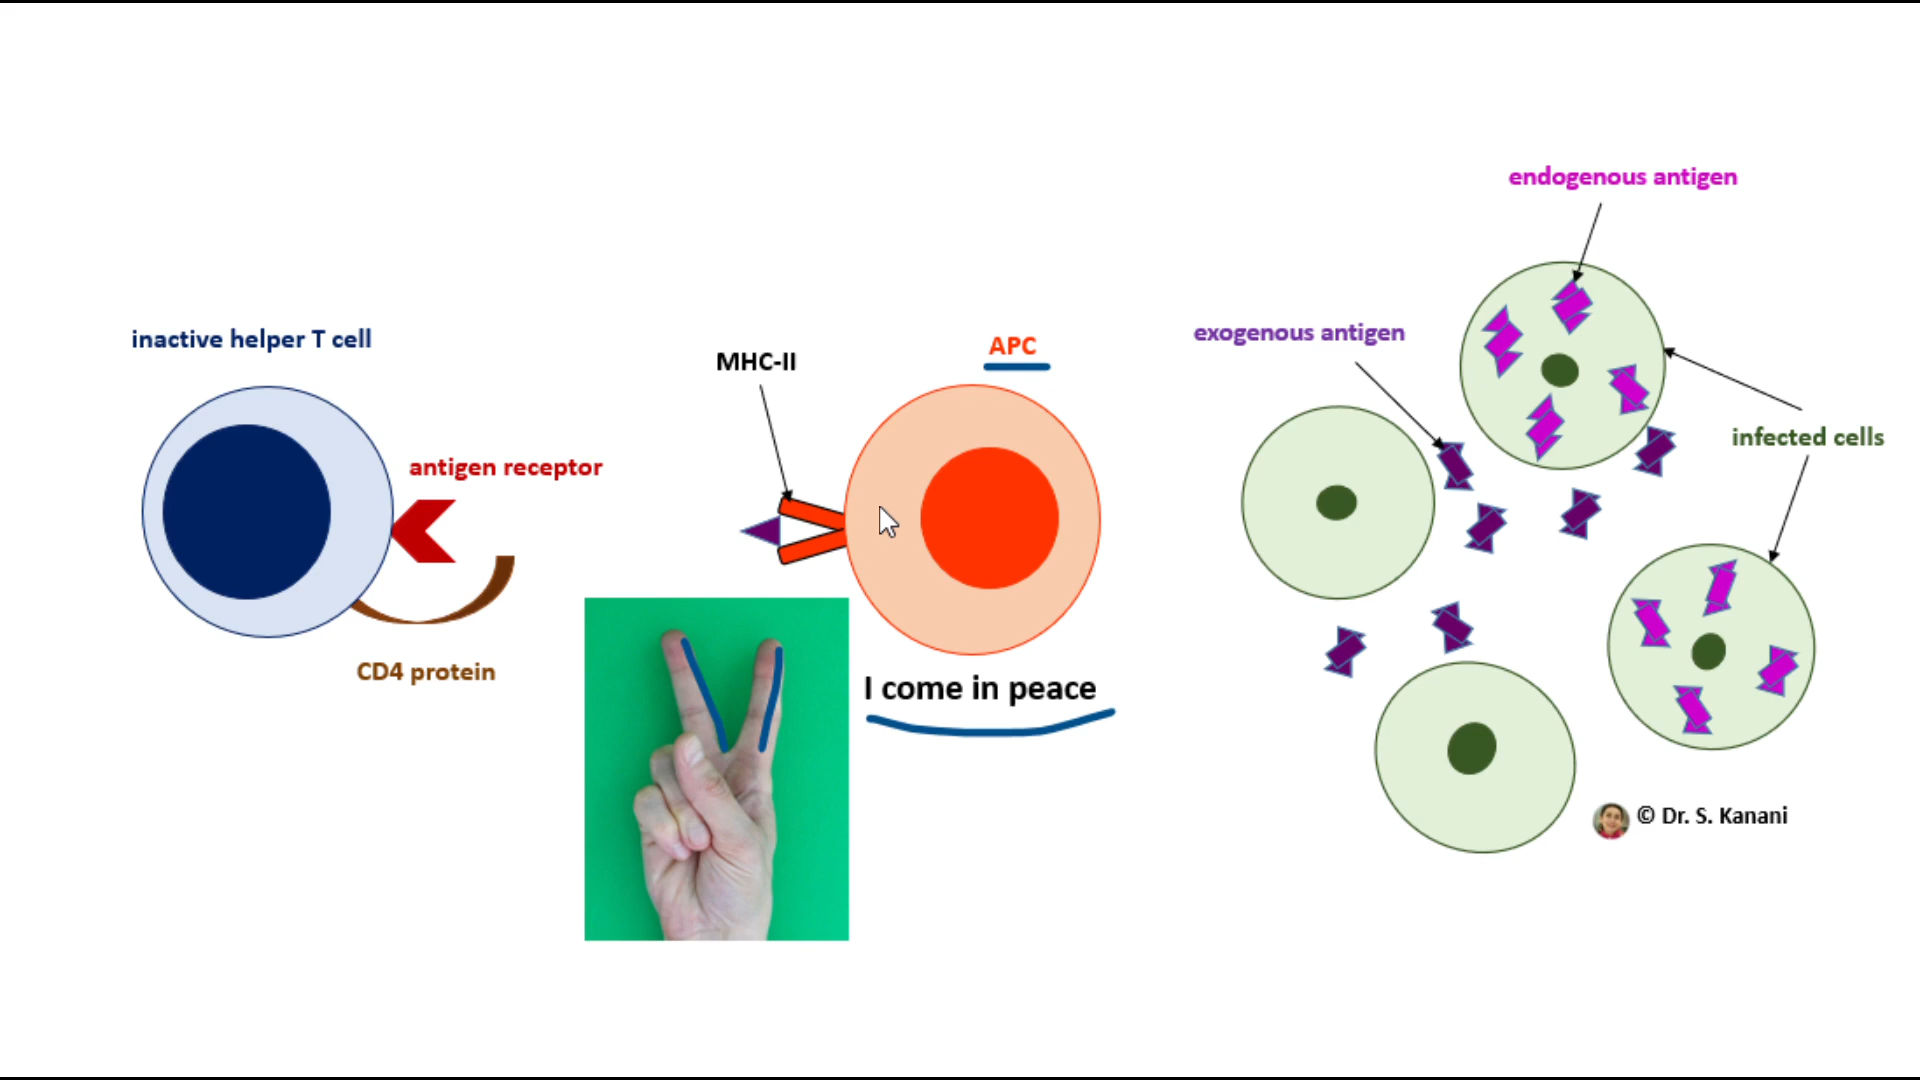 endogenous antigen
exogenous antigen
inactive helper T cell
MHC-II
APC
infected cells
antigen receptor
CD4 protein
I come in peace
© Dr. S. Kanani